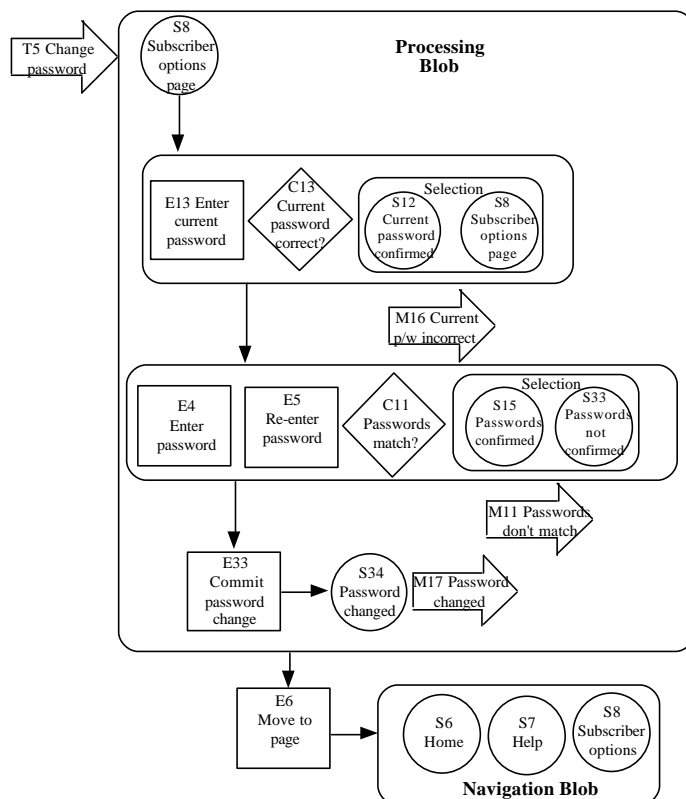 T5 Change
password
S8
Subscriber
options
page
Processing
Blob
E13 Enter
current
password
C13
Current
password
correct?
Selection
S12
Current
password
confirmed
S8
Subscriber
options
page
M16 Current
p/w incorrect
E4
Enter
password
E5
Re-enter
password
C11
Passwords
match?
Selection
S15
Passwords
confirmed
S33
Passwords
not
confirmed
M11 Passwords
don't match
E33
Commit
password
change
S34
Password
changed
M17 Password
changed
E6
Move to
page
S6
Home
S7
Help
S8
Subscriber
options
Navigation Blob